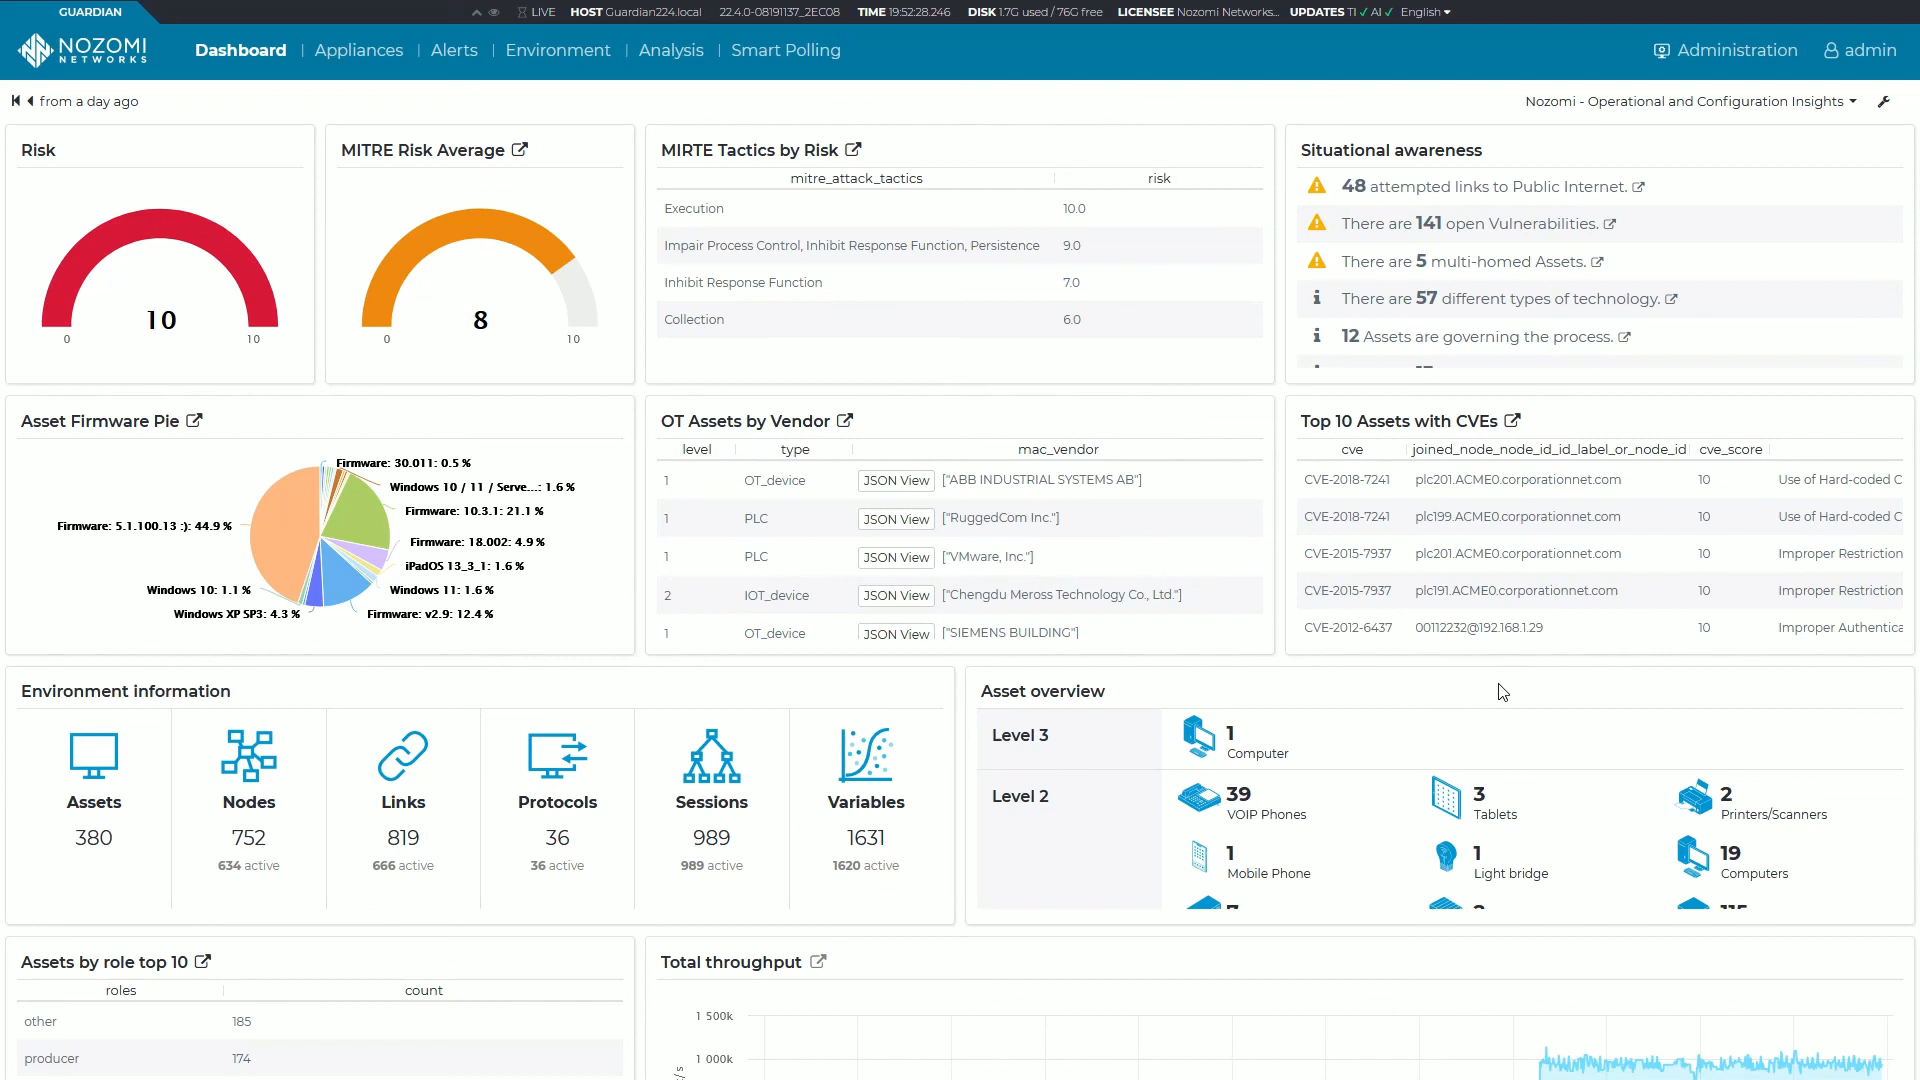 GUARDIAN
LIVE HOST Guardian224.local 22.4.0-08191137_2EC08 TIME 19:52:28.246 DISK 1.7G used / 76G free LICENSEE Nozomi Networks... UPDATES TI ✓ AI ✓ English
NOZOMI NETWORKS
Dashboard | Appliances | Alerts | Environment | Analysis | Smart Polling
Administration admin
from a day ago
Nozomi - Operational and Configuration Insights
Risk
10
0 10
MITRE Risk Average
8
0 10
MIRTE Tactics by Risk
mitre_attack_tactics risk
Execution 10.0
Impair Process Control, Inhibit Response Function, Persistence 9.0
Inhibit Response Function 7.0
Collection 6.0
Situational awareness
48 attempted links to Public Internet.
There are 141 open Vulnerabilities.
There are 5 multi-homed Assets.
There are 57 different types of technology.
12 Assets are governing the process.
Asset Firmware Pie
Firmware: 30.011: 0.5 %
Windows 10 / 11 / Serve...: 1.6 %
Firmware: 10.3.1: 21.1 %
Firmware: 5.1.100.13 :): 44.9 %
Firmware: 18.002: 4.9 %
iPadOS 13_3_1: 1.6 %
Windows 10: 1.1 %
Windows 11: 1.6 %
Windows XP SP3: 4.3 %
Firmware: v2.9: 12.4 %
OT Assets by Vendor
level type mac_vendor
1 OT_device JSON View ["ABB INDUSTRIAL SYSTEMS AB"]
1 PLC JSON View ["RuggedCom Inc."]
1 PLC JSON View ["VMware, Inc."]
2 IOT_device JSON View ["Chengdu Meross Technology Co., Ltd."]
1 OT_device JSON View ["SIEMENS BUILDING"]
Top 10 Assets with CVEs
cve joined_node_node_id_id_label_or_node_id cve_score
CVE-2018-7241 plc201.ACME0.corporationnet.com 10 Use of Hard-coded C
CVE-2018-7241 plc199.ACME0.corporationnet.com 10 Use of Hard-coded C
CVE-2015-7937 plc201.ACME0.corporationnet.com 10 Improper Restriction
CVE-2015-7937 plc191.ACME0.corporationnet.com 10 Improper Restriction
CVE-2012-6437 00112232@192.168.1.29 10 Improper Authentica
Environment information
Assets Nodes Links Protocols Sessions Variables
380 752 819 36 989 1631
634 active 666 active 36 active 989 active 1620 active
Asset overview
Level 3
1
Computer
Level 2
39
VOIP Phones
3
Tablets
2
Printers/Scanners
1
Mobile Phone
1
Light bridge
19
Computers
Assets by role top 10
roles count
other 185
producer 174
Total throughput
1 500k
1 000k